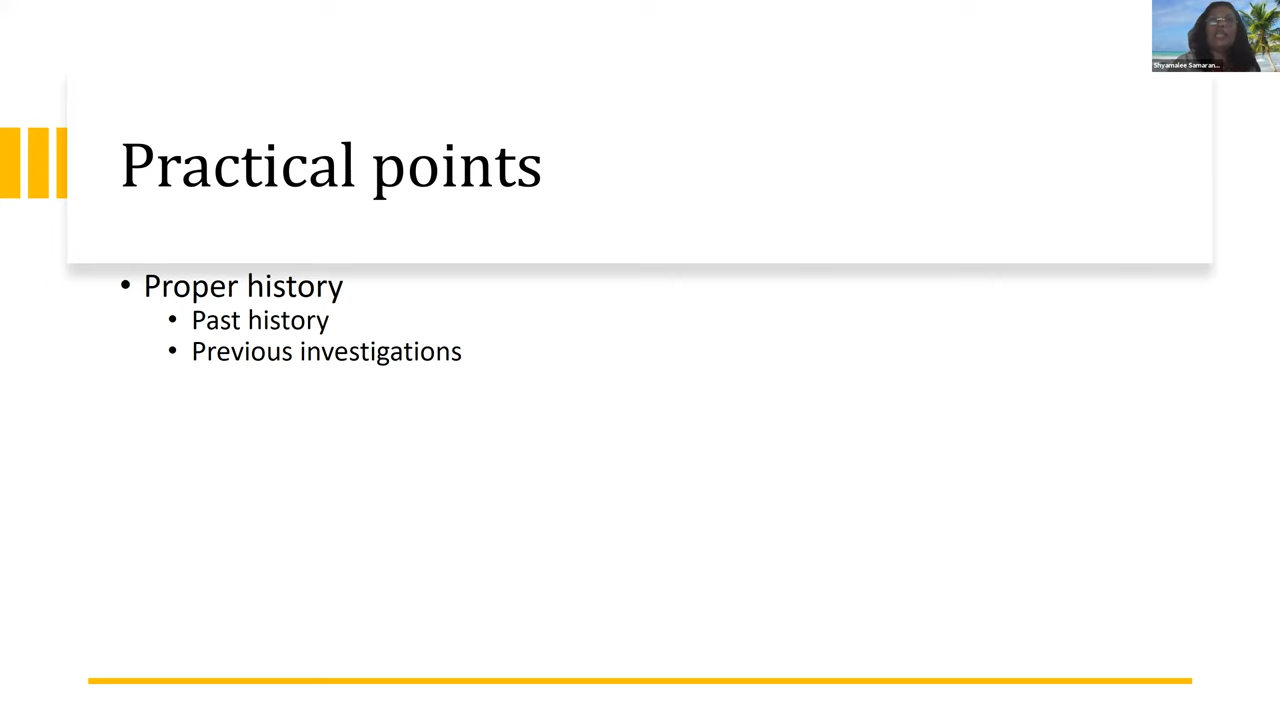 Shyamalee Samaran...
Practical points
• Proper history
• Past history
• Previous investigations